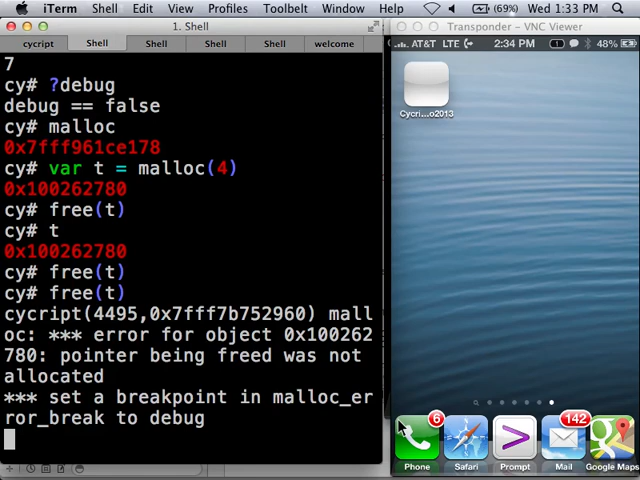 iTerm Shell Edit View Profiles Toolbelt Window Help (69%) Wed 1:33 PM
1. Shell
cycript Shell Shell Shell Shell welcome
7
cy# ?debug
debug == false
cy# malloc
0x7fff961ce178
cy# var t = malloc(4)
0x100262780
cy# free(t)
cy# t
0x100262780
cy# free(t)
cy# free(t)
cycript(4495,0x7fff7b752960) mall
oc: *** error for object 0x100262
780: pointer being freed was not
allocated
*** set a breakpoint in malloc_er
ror_break to debug
Transponder – VNC Viewer
AT&T LTE 2:34 PM 1 48%
Cycri...o2013
6 142
Phone Safari Prompt Mail Google Maps